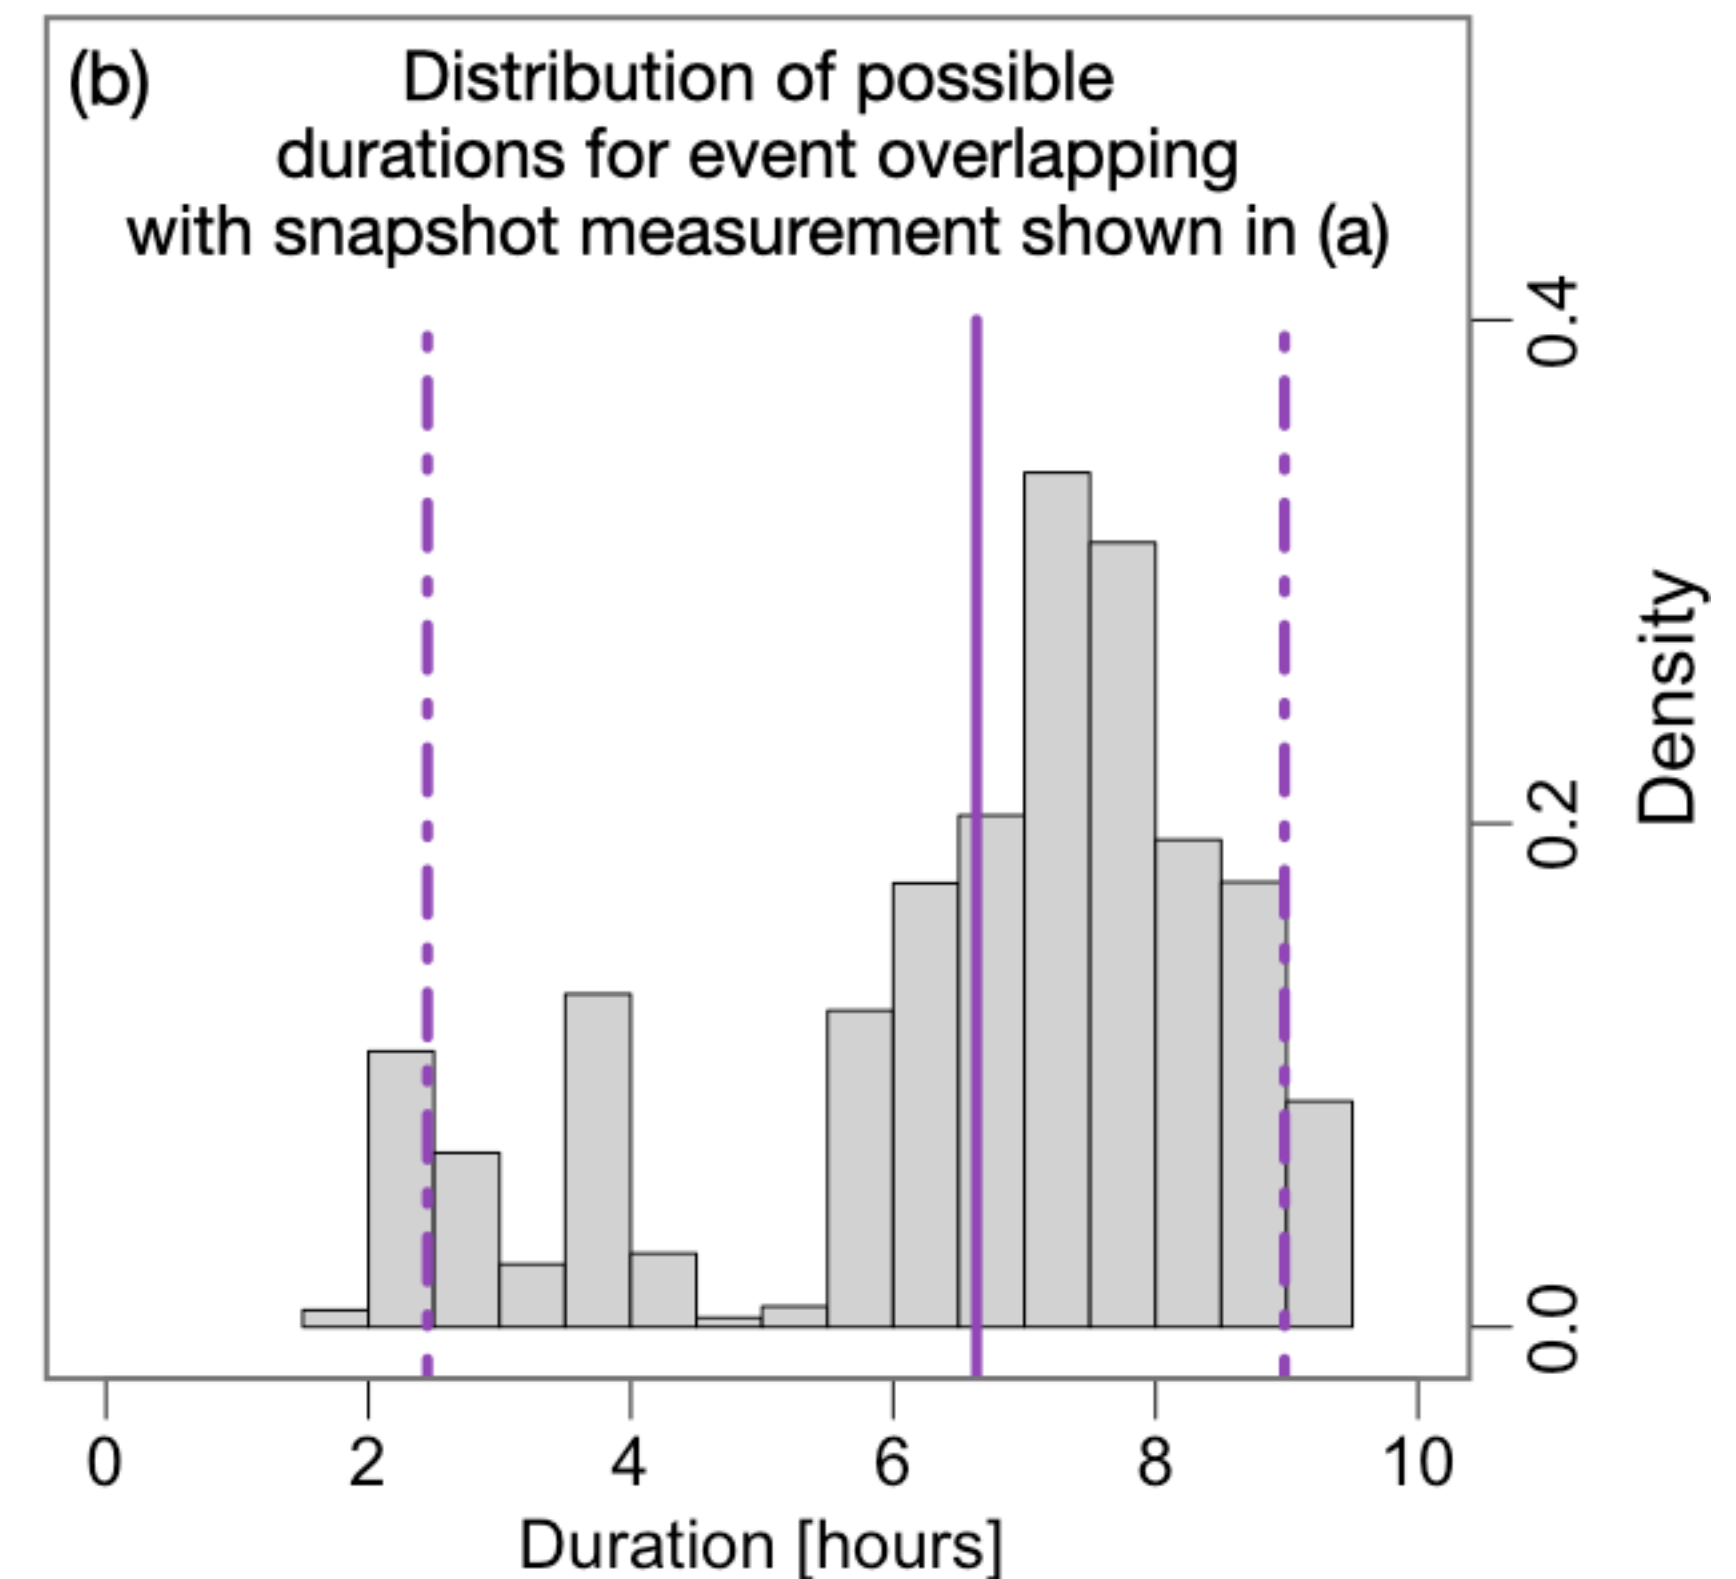 (b)
Distribution of possible
durations for event overlapping
with snapshot measurement shown in (a)
0.4
0.2
0.0
Density
0 2 4 6 8 10
Duration [hours]